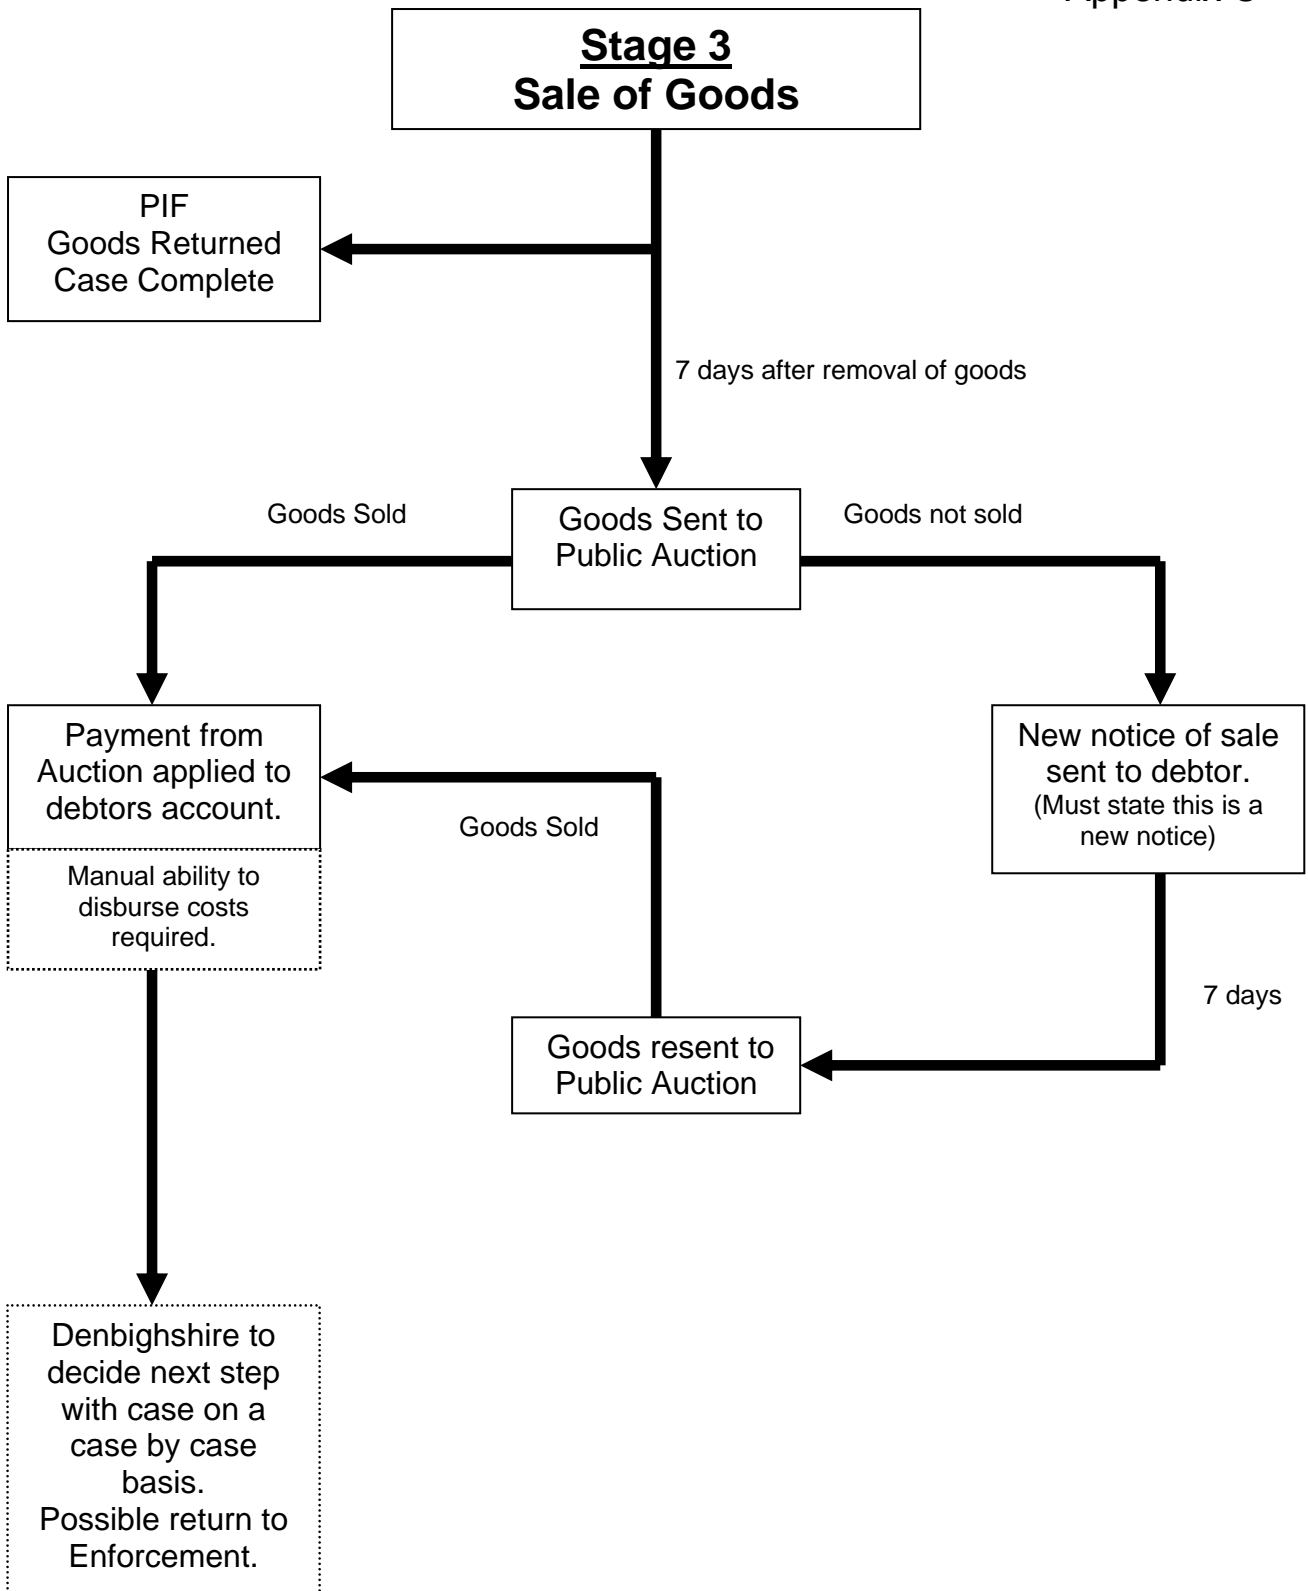 Stage 3
Sale of Goods
PIF
Goods Returned
Case Complete
7 days after removal of goods
Goods Sold
Goods Sent to
Public Auction
Goods not sold
Payment from
Auction applied to
debtors account.
Manual ability to
disburse costs
required.
Goods Sold
New notice of sale
sent to debtor.
(Must state this is a
new notice)
7 days
Goods resent to
Public Auction
Denbighshire to
decide next step
with case on a
case by case
basis.
Possible return to
Enforcement.